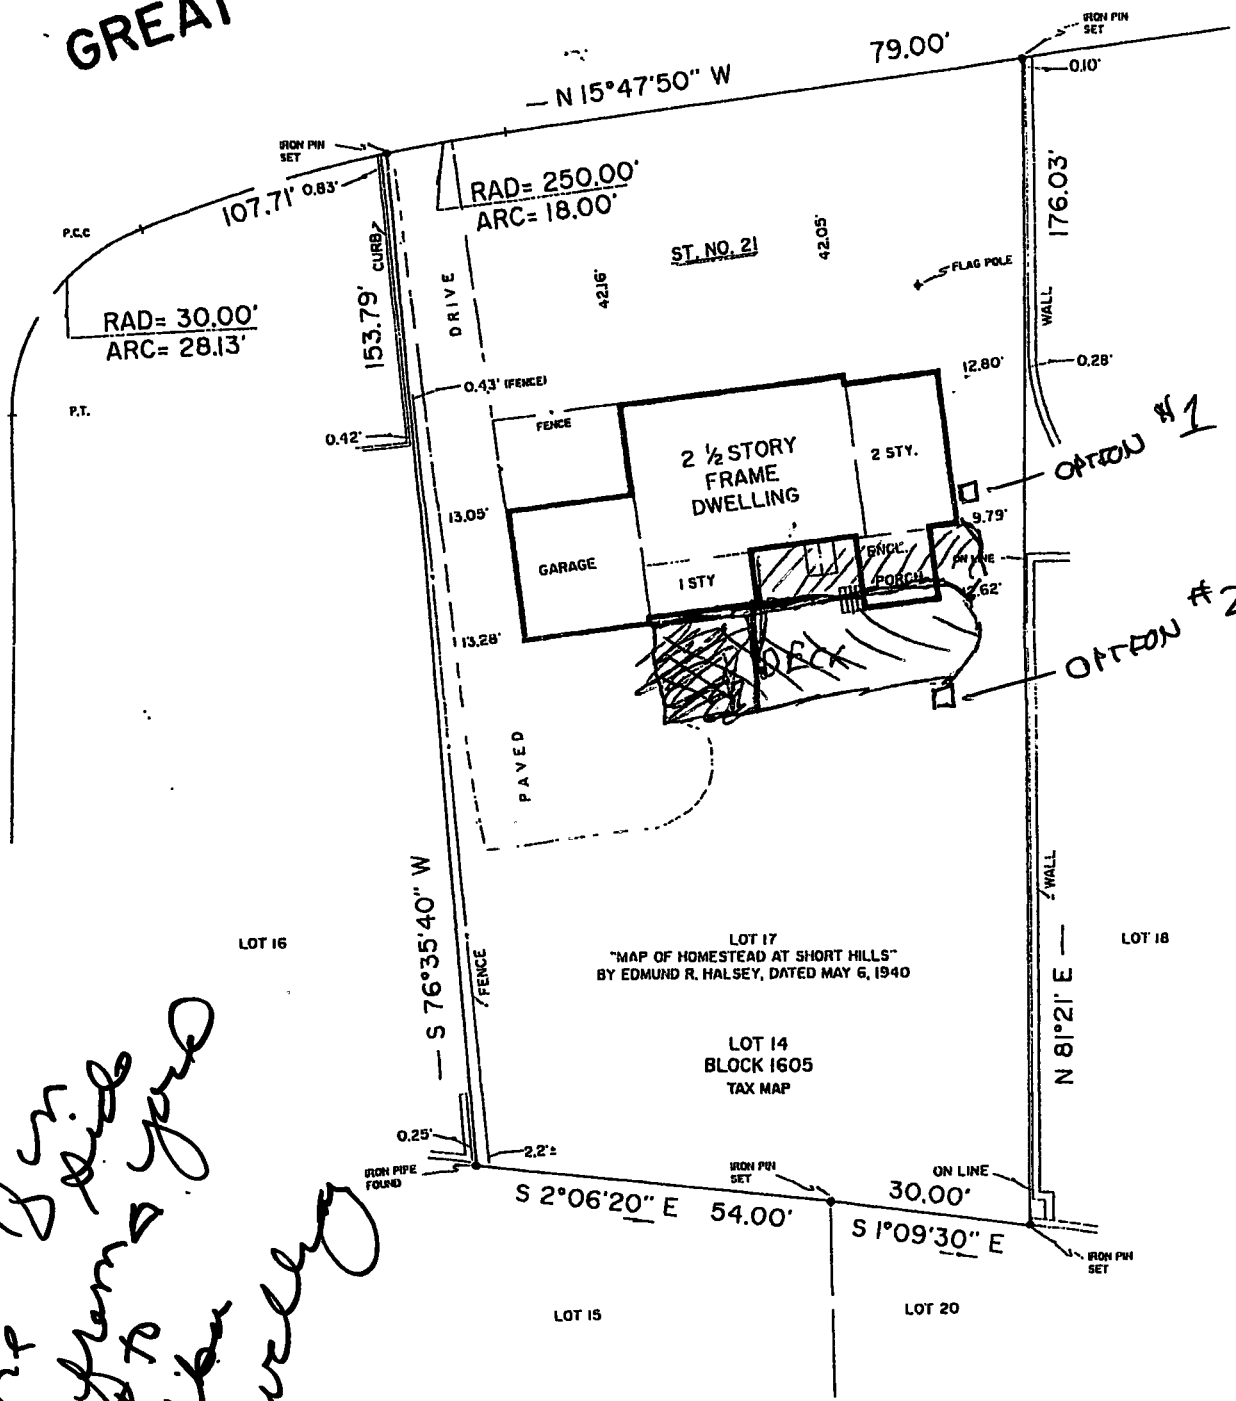 GREAT
IRON PIN
SET
79.00'
0.10'
— N 15°47'50" W
IRON PIN
SET
107.71'
0.83'
RAD= 250.00'
ARC= 18.00'
P.C.C
CURB
153.79'
DRIVE
42.16'
ST. NO. 21
42.05'
FLAG POLE
176.03'
WALL
RAD= 30.00'
ARC= 28.13'
P.T.
0.43' (FENCE)
0.42'
FENCE
12.80'
0.28'
2 ½ STORY
FRAME
DWELLING
2 STY.
OPTION #1
13.05'
GARAGE
1 STY
ENCL.
PORCH
9.79'
ON LINE
12.62'
13.28'
DECK
OPTION #2
PAVED
— S 76°35'40" W
FENCE
LOT 16
LOT 17
"MAP OF HOMESTEAD AT SHORT HILLS"
BY EDMUND R. HALSEY, DATED MAY 6, 1940
LOT 14
BLOCK 1605
TAX MAP
WALL
N 81°21' E —
LOT 18
side
yard
0.25'
2.2'±
IRON PIPE
FOUND
S 2°06'20" E
54.00'
IRON PIN
SET
ON LINE
30.00'
S 1°09'30" E
IRON PIN
SET
LOT 15
LOT 20